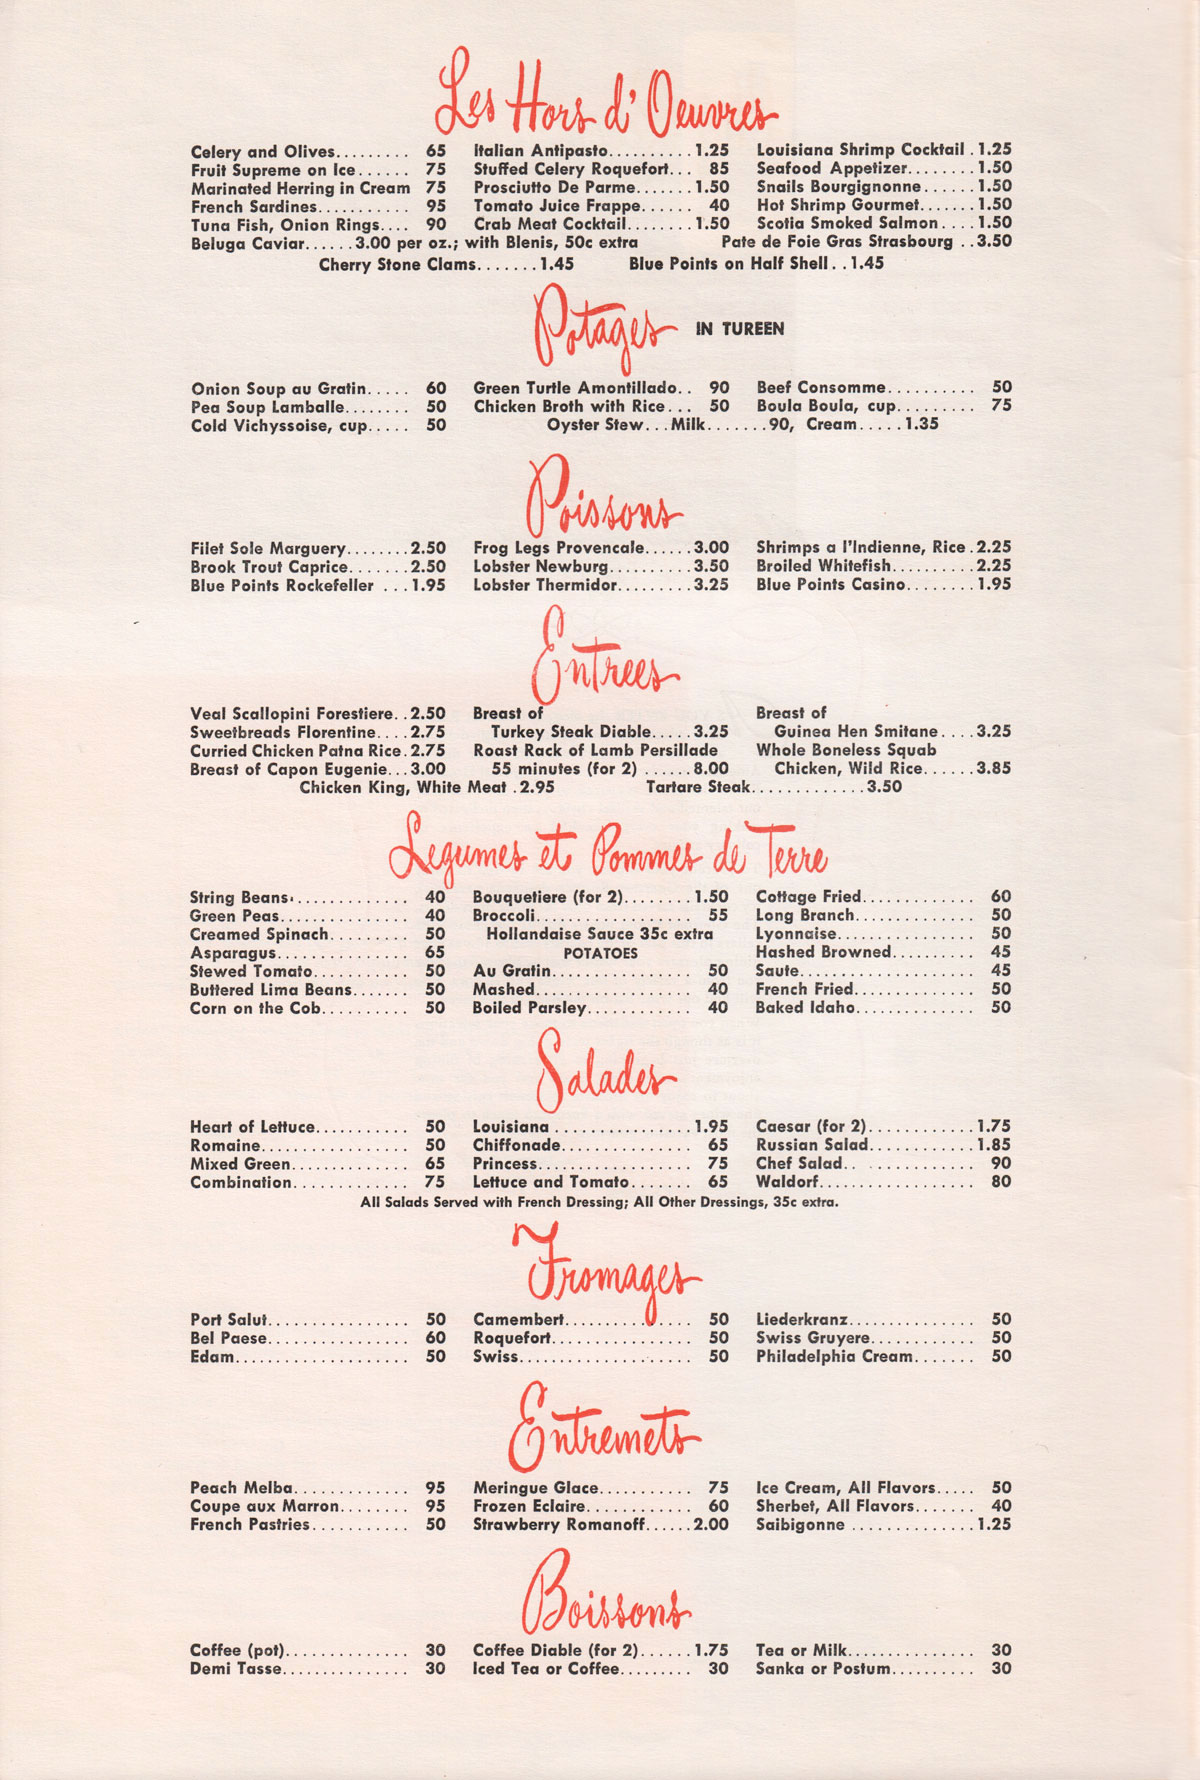 Les Hors d'Oeuvres
Celery and Olives......... 65 Italian Antipasto..........1.25 Louisiana Shrimp Cocktail .1.25
Fruit Supreme on Ice...... 75 Stuffed Celery Roquefort... 85 Seafood Appetizer........1.50
Marinated Herring in Cream 75 Prosciutto De Parme.......1.50 Snails Bourgignonne......1.50
French Sardines.......... 95 Tomato Juice Frappe...... 40 Hot Shrimp Gourmet.......1.50
Tuna Fish, Onion Rings.... 90 Crab Meat Cocktail........1.50 Scotia Smoked Salmon....1.50
Beluga Caviar......3.00 per oz.; with Blenis, 50c extra Pate de Foie Gras Strasbourg ..3.50
Cherry Stone Clams.......1.45 Blue Points on Half Shell..1.45
Potages IN TUREEN
Onion Soup au Gratin..... 60 Green Turtle Amontillado.. 90 Beef Consomme.......... 50
Pea Soup Lamballe........ 50 Chicken Broth with Rice... 50 Boula Boula, cup......... 75
Cold Vichyssoise, cup..... 50 Oyster Stew...Milk.......90, Cream.....1.35
Poissons
Filet Sole Marguery........2.50 Frog Legs Provencale......3.00 Shrimps a l'Indienne, Rice.2.25
Brook Trout Caprice.......2.50 Lobster Newburg..........3.50 Broiled Whitefish..........2.25
Blue Points Rockefeller ...1.95 Lobster Thermidor.........3.25 Blue Points Casino........1.95
Entrees
Veal Scallopini Forestiere..2.50 Breast of Breast of
Sweetbreads Florentine....2.75 Turkey Steak Diable.....3.25 Guinea Hen Smitane....3.25
Curried Chicken Patna Rice.2.75 Roast Rack of Lamb Persillade Whole Boneless Squab
Breast of Capon Eugenie...3.00 55 minutes (for 2) ......8.00 Chicken, Wild Rice......3.85
Chicken King, White Meat .2.95 Tartare Steak.............3.50
Legumes et Pommes de Terre
String Beans............. 40 Bouquetiere (for 2)........1.50 Cottage Fried............. 60
Green Peas.............. 40 Broccoli.................. 55 Long Branch............. 50
Creamed Spinach......... 50 Hollandaise Sauce 35c extra Lyonnaise................ 50
Asparagus............... 65 POTATOES Hashed Browned.......... 45
Stewed Tomato........... 50 Au Gratin................ 50 Saute.................... 45
Buttered Lima Beans....... 50 Mashed.................. 40 French Fried.............. 50
Corn on the Cob.......... 50 Boiled Parsley............ 40 Baked Idaho.............. 50
Salades
Heart of Lettuce........... 50 Louisiana ................1.95 Caesar (for 2)............1.75
Romaine................. 50 Chiffonade............... 65 Russian Salad.............1.85
Mixed Green.............. 65 Princess................. 75 Chef Salad.. ............ 90
Combination.............. 75 Lettuce and Tomato....... 65 Waldorf.................. 80
All Salads Served with French Dressing; All Other Dressings, 35c extra.
Fromages
Port Salut................ 50 Camembert.............. 50 Liederkranz............... 50
Bel Paese................ 60 Roquefort................ 50 Swiss Gruyere............ 50
Edam.................... 50 Swiss................... 50 Philadelphia Cream....... 50
Entremets
Peach Melba............. 95 Meringue Glace........... 75 Ice Cream, All Flavors..... 50
Coupe aux Marron........ 95 Frozen Eclaire............ 60 Sherbet, All Flavors....... 40
French Pastries........... 50 Strawberry Romanoff......2.00 Saibigonne ..............1.25
Boissons
Coffee (pot).............. 30 Coffee Diable (for 2)......1.75 Tea or Milk............... 30
Demi Tasse............... 30 Iced Tea or Coffee......... 30 Sanka or Postum.......... 30